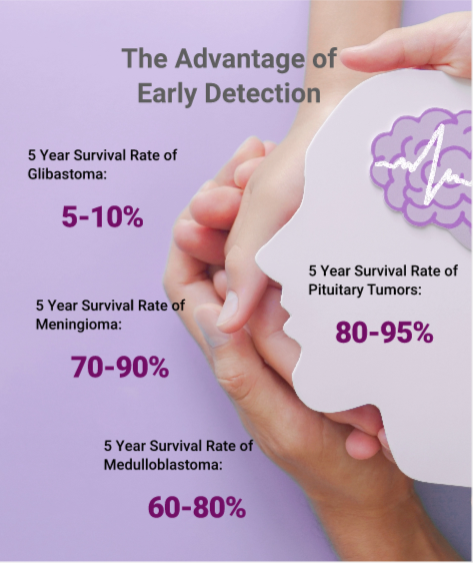 The Advantage of
Early Detection
5 Year Survival Rate of
Glibastoma:
5-10%
5 Year Survival Rate of
Pituitary Tumors:
80-95%
5 Year Survival Rate of
Meningioma:
70-90%
5 Year Survival Rate of
Medulloblastoma:
60-80%